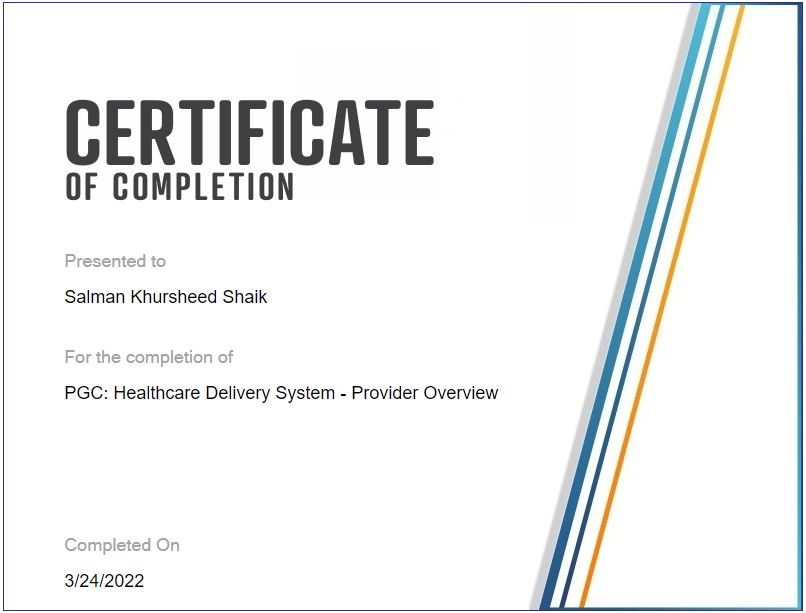 CERTIFICATE
OF COMPLETION
Presented to
Salman Khursheed Shaik
For the completion of
PGC: Healthcare Delivery System - Provider Overview
Completed On
3/24/2022